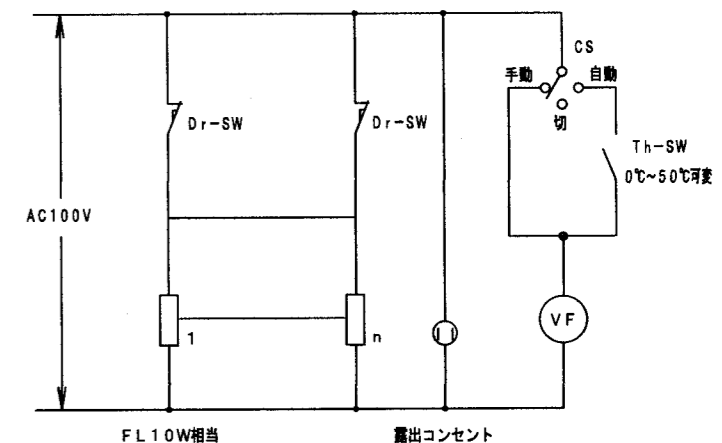 CS
手動
自動
切
Dr-SW
Dr-SW
Th-SW
0℃~50℃可変
AC100V
VF
1
n
FL10W相当
露出コンセント